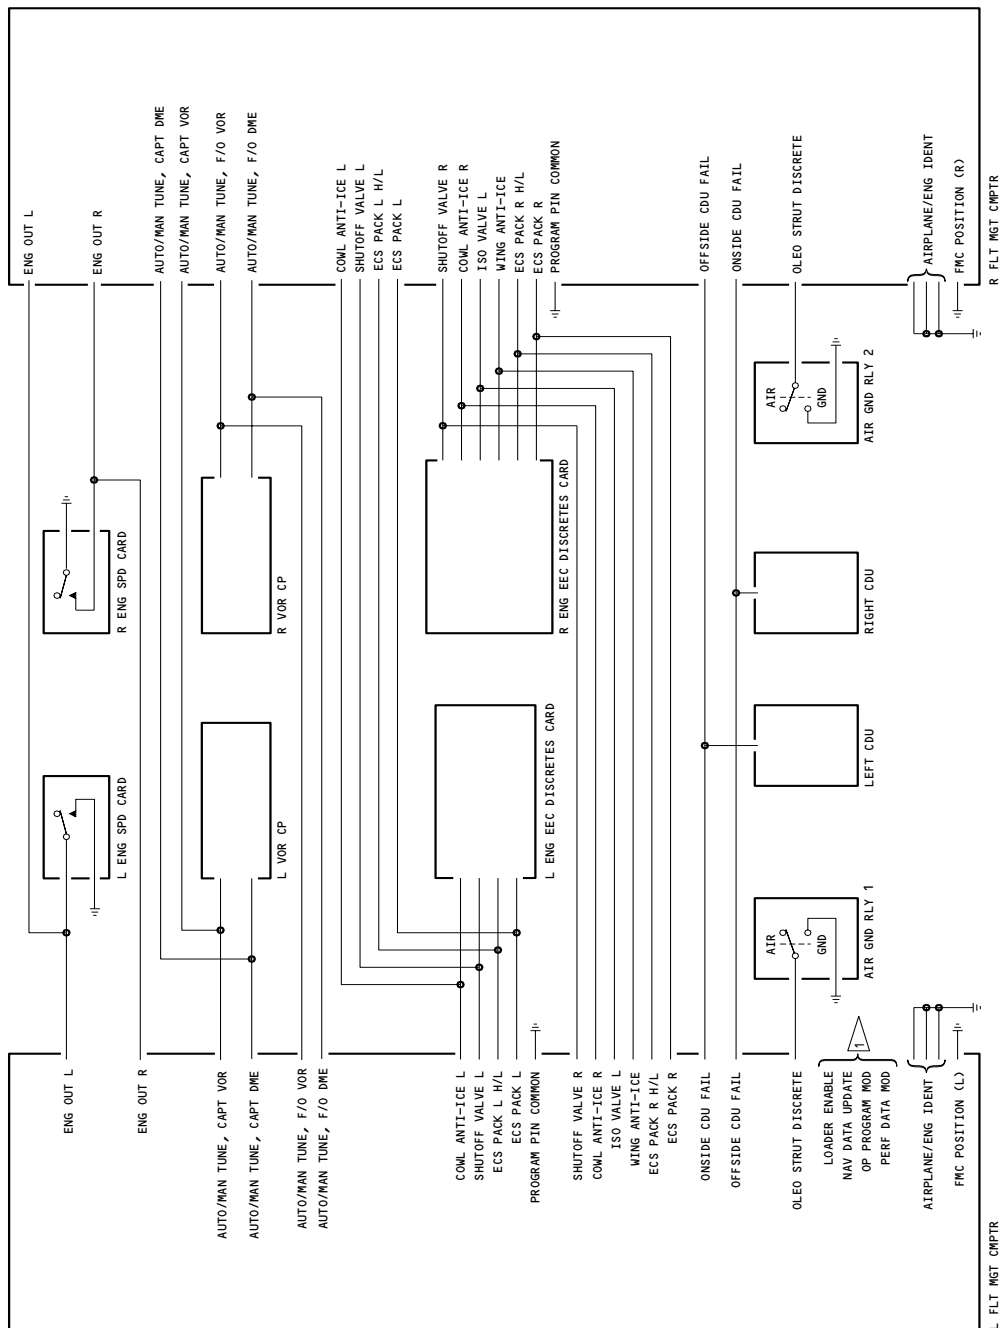 ENG OUT L
ENG OUT R
AUTO/MAN TUNE, CAPT DME
AUTO/MAN TUNE, CAPT VOR
AUTO/MAN TUNE, F/O VOR
AUTO/MAN TUNE, F/O DME
COWL ANTI-ICE L
SHUTOFF VALVE L
ECS PACK L H/L
ECS PACK L
SHUTOFF VALVE R
COWL ANTI-ICE R
ISO VALVE L
WING ANTI-ICE
ECS PACK R H/L
ECS PACK R
PROGRAM PIN COMMON
OFFSIDE CDU FAIL
ONSIDE CDU FAIL
OLEO STRUT DISCRETE
AIRPLANE/ENG IDENT
FMC POSITION (R)
R FLT MGT CMPTR
R ENG SPD CARD
R VOR CP
R ENG EEC DISCRETES CARD
RIGHT CDU
AIR
GND
AIR GND RLY 2
L ENG SPD CARD
L VOR CP
L ENG EEC DISCRETES CARD
LEFT CDU
AIR
GND
AIR GND RLY 1
ENG OUT L
ENG OUT R
AUTO/MAN TUNE, CAPT VOR
AUTO/MAN TUNE, CAPT DME
AUTO/MAN TUNE, F/O VOR
AUTO/MAN TUNE, F/O DME
COWL ANTI-ICE L
SHUTOFF VALVE L
ECS PACK L H/L
ECS PACK L
PROGRAM PIN COMMON
SHUTOFF VALVE R
COWL ANTI-ICE R
ISO VALVE L
WING ANTI-ICE
ECS PACK R H/L
ECS PACK R
ONSIDE CDU FAIL
OFFSIDE CDU FAIL
OLEO STRUT DISCRETE
LOADER ENABLE
NAV DATA UPDATE
OP PROGRAM MOD
PERF DATA MOD
1
AIRPLANE/ENG IDENT
FMC POSITION (L)
L FLT MGT CMPTR